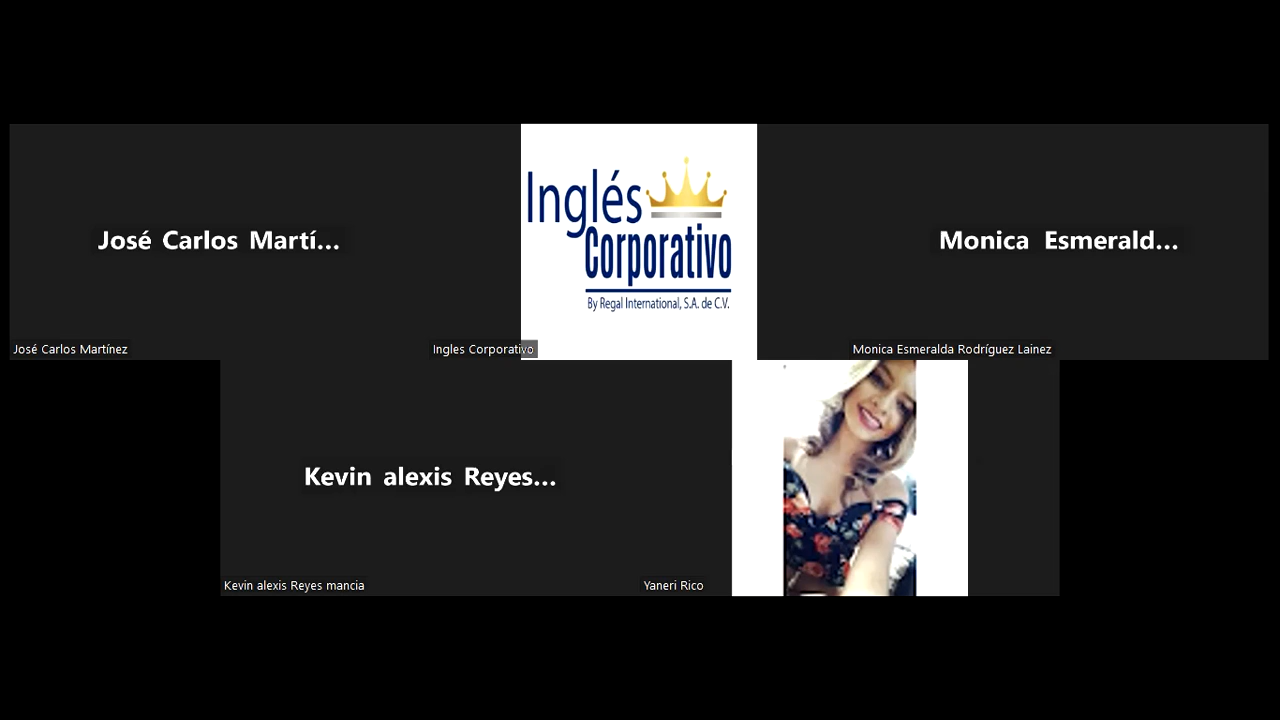 José Carlos Martí...
Inglés
Corporativo
By Regal International, S.A. de C.V.
Monica Esmerald...
José Carlos Martínez
Ingles Corporativo
Monica Esmeralda Rodríguez Lainez
Kevin alexis Reyes...
Kevin alexis Reyes mancia
Yaneri Rico